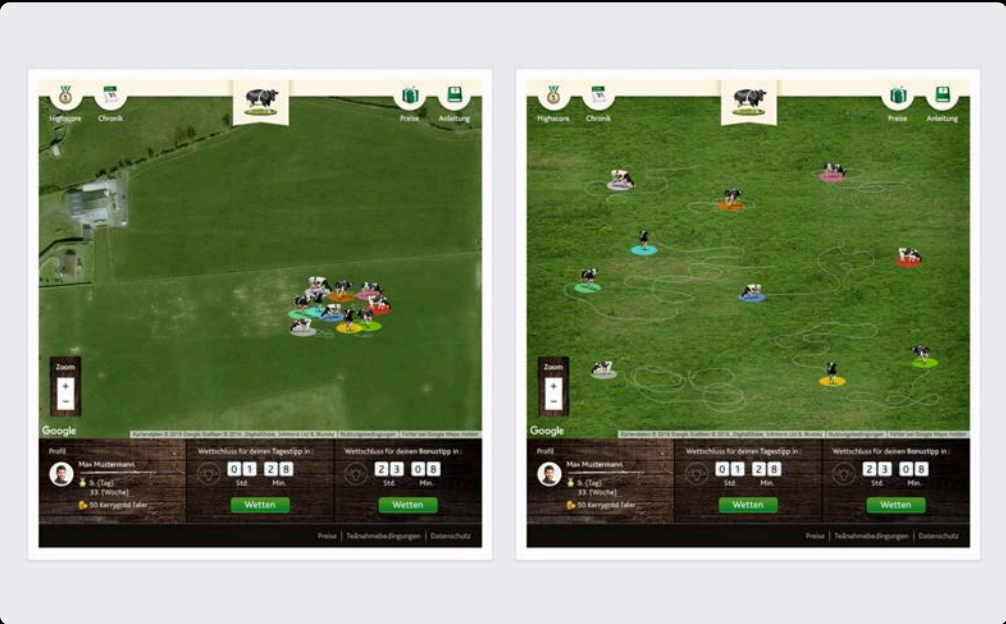 Highscore
Chronik
Preise
Anleitung
Zoom
+
−
Google
Profil
Max Mustermann
9. (Tag)
33. (Woche)
50 Kerrygold Taler
Wettschluss für deinen Tagestipp in:
01 28
Std. Min.
Wetten
Wettschluss für deinen Bonustipp in:
23 08
Std. Min.
Wetten
Preise | Teilnahmebedingungen | Datenschutz
Highscore
Chronik
Preise
Anleitung
Zoom
+
−
Google
Profil
Max Mustermann
9. (Tag)
33. (Woche)
50 Kerrygold Taler
Wettschluss für deinen Tagestipp in:
01 28
Std. Min.
Wetten
Wettschluss für deinen Bonustipp in:
23 08
Std. Min.
Wetten
Preise | Teilnahmebedingungen | Datenschutz